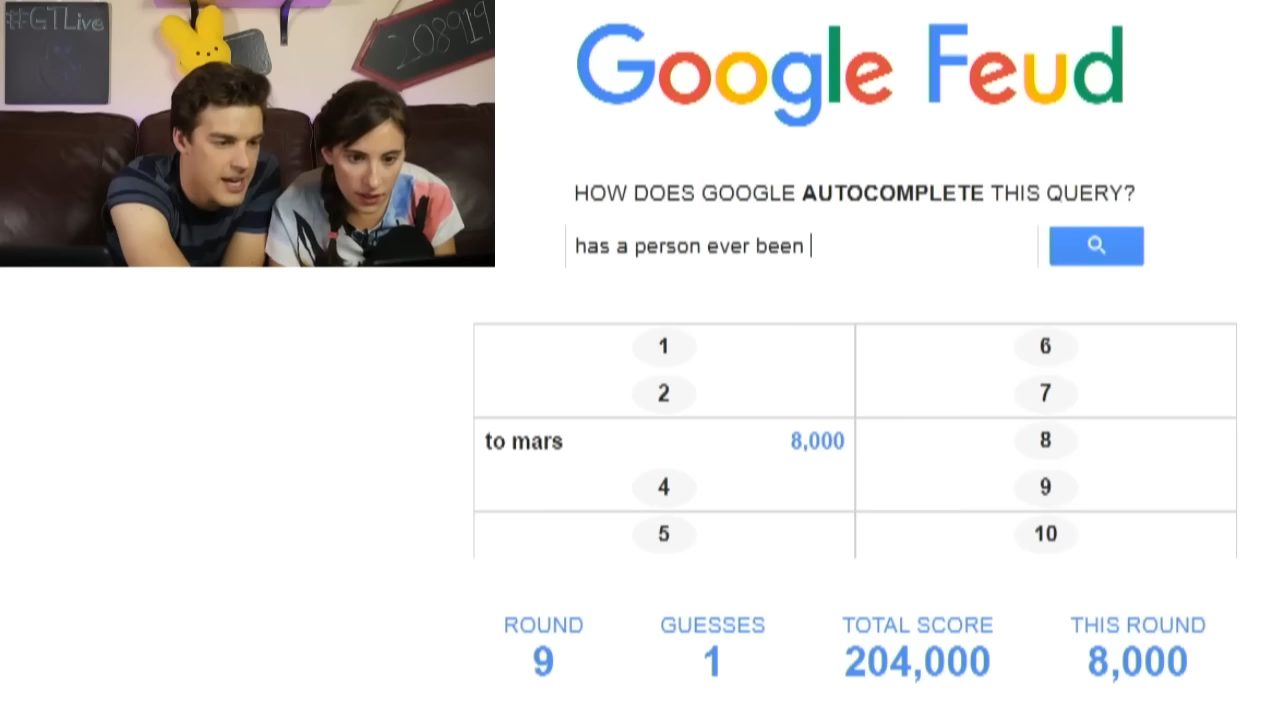 #GTLive
208919
Google Feud
HOW DOES GOOGLE AUTOCOMPLETE THIS QUERY?
has a person ever been
1
2
to mars 8,000
4
5
6
7
8
9
10
ROUND GUESSES TOTAL SCORE THIS ROUND
9 1 204,000 8,000